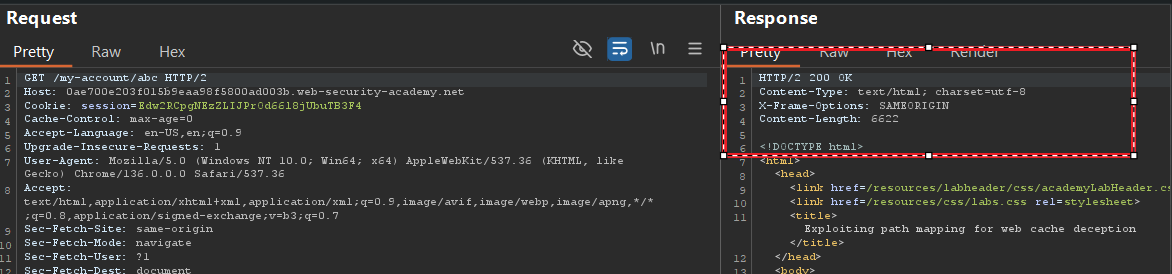 Request
Pretty Raw Hex
\n
1 GET /my-account/abc HTTP/2
2 Host: 0ae700e203f015b9eaa98f5800ad003b.web-security-academy.net
3 Cookie: session=Edw2RCpgNEzZLIJPr0d66l8jUbuTB3F4
4 Cache-Control: max-age=0
5 Accept-Language: en-US,en;q=0.9
6 Upgrade-Insecure-Requests: 1
7 User-Agent: Mozilla/5.0 (Windows NT 10.0; Win64; x64) AppleWebKit/537.36 (KHTML, like
Gecko) Chrome/136.0.0.0 Safari/537.36
8 Accept:
text/html,application/xhtml+xml,application/xml;q=0.9,image/avif,image/webp,image/apng,*/*
;q=0.8,application/signed-exchange;v=b3;q=0.7
9 Sec-Fetch-Site: same-origin
10 Sec-Fetch-Mode: navigate
11 Sec-Fetch-User: ?1
12 Sec-Fetch-Dest: document
Response
Pretty Raw Hex Render
1 HTTP/2 200 OK
2 Content-Type: text/html; charset=utf-8
3 X-Frame-Options: SAMEORIGIN
4 Content-Length: 6622
5
6 <!DOCTYPE html>
7 <html>
8 <head>
9 <link href=/resources/labheader/css/academyLabHeader.cs
10 <link href=/resources/css/labs.css rel=stylesheet>
11 <title>
Exploiting path mapping for web cache deception
</title>
12 </head>
13 <body>